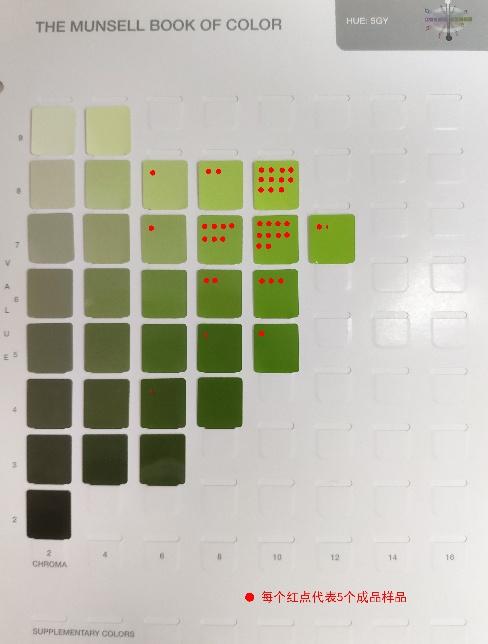 THE MUNSELL BOOK OF COLOR
HUE: 5GY
9
8
7
V
A
6
L
U
E 5
4
3
2
2 4 6 8 10 12 14 16
CHROMA
每个红点代表5个成品样品
SUPPLEMENTARY COLORS